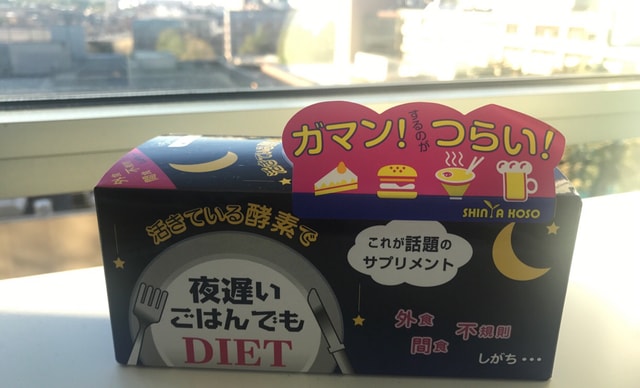 ガマン!
するのが
つらい!
SHINYA KOSO
活きている酵素で
夜遅い
ごはんでも
DIET
これが話題の
サプリメント
外食
不規則
間食
しがち・・・